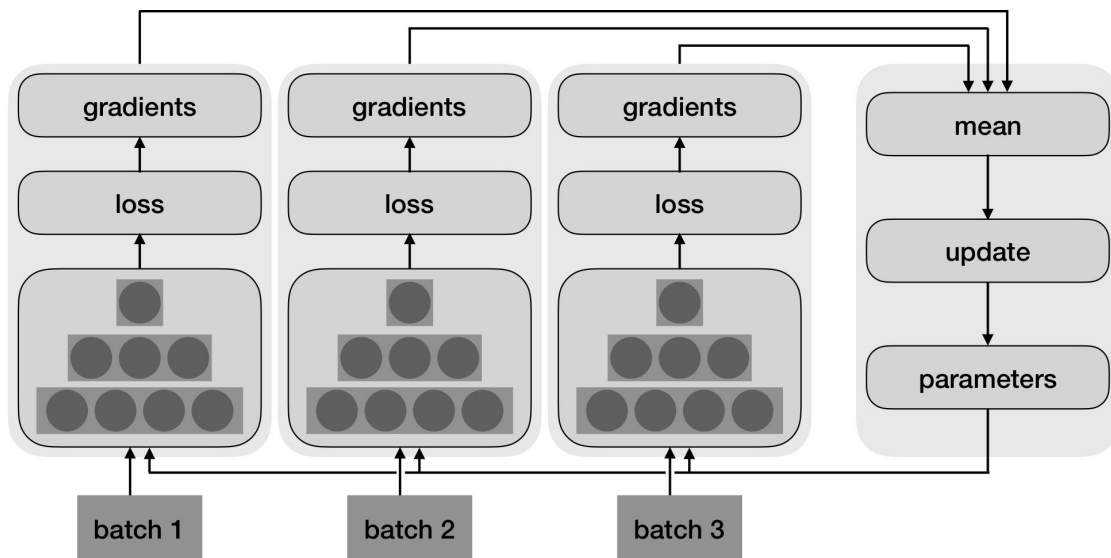 gradients
gradients
gradients
mean
loss
loss
loss
update
parameters
batch 1
batch 2
batch 3